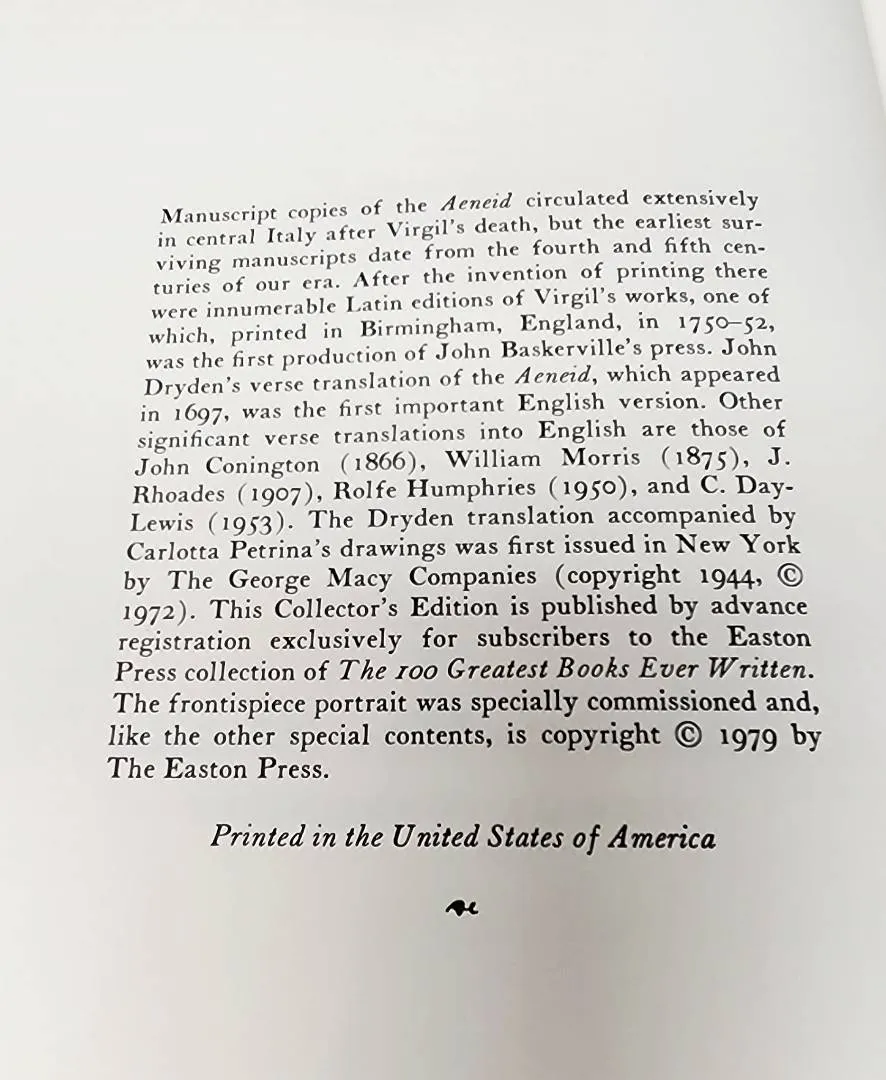 Manuscript copies of the Aeneid circulated extensively
in central Italy after Virgil's death, but the earliest sur-
viving manuscripts date from the fourth and fifth cen-
turies of our era. After the invention of printing there
were innumerable Latin editions of Virgil's works, one of
which, printed in Birmingham, England, in 1750–52,
was the first production of John Baskerville's press. John
Dryden's verse translation of the Aeneid, which appeared
in 1697, was the first important English version. Other
significant verse translations into English are those of
John Conington (1866), William Morris (1875), J.
Rhoades (1907), Rolfe Humphries (1950), and C. Day-
Lewis (1953). The Dryden translation accompanied by
Carlotta Petrina's drawings was first issued in New York
by The George Macy Companies (copyright 1944, ©
1972). This Collector's Edition is published by advance
registration exclusively for subscribers to the Easton
Press collection of The 100 Greatest Books Ever Written.
The frontispiece portrait was specially commissioned and,
like the other special contents, is copyright © 1979 by
The Easton Press.
Printed in the United States of America